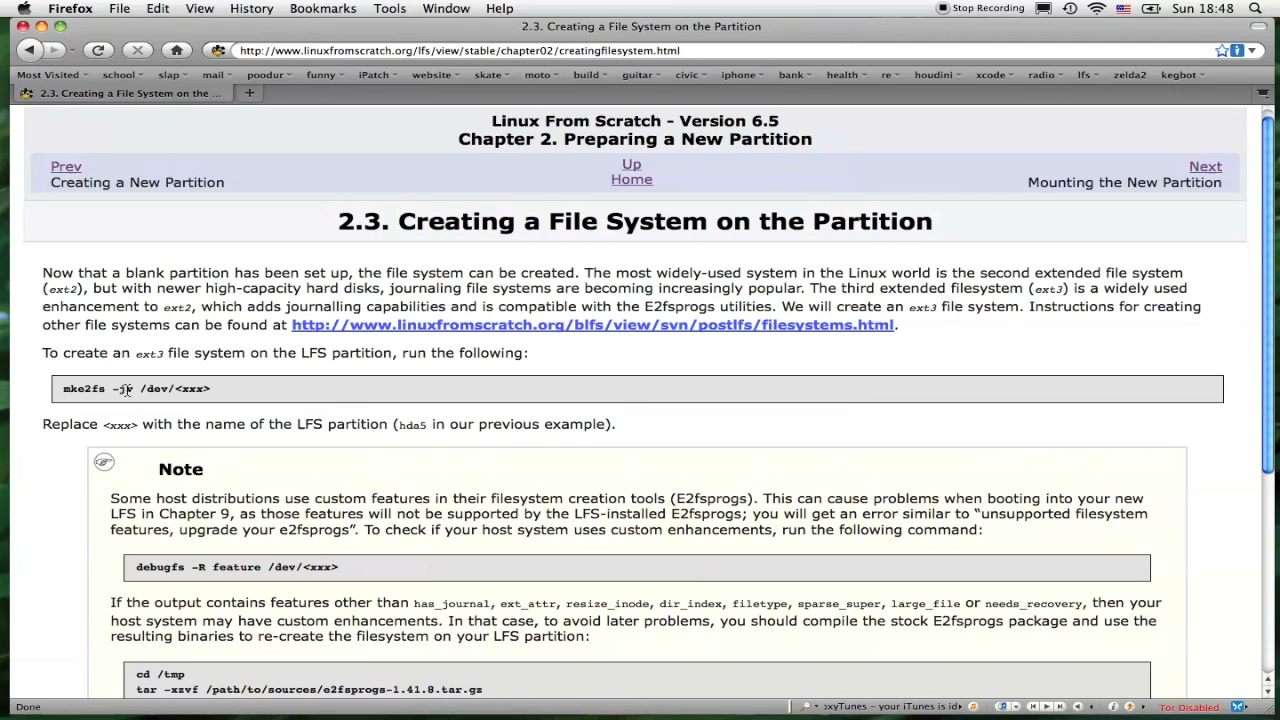 Firefox File Edit View History Bookmarks Tools Window Help Stop Recording Sun 18:48
2.3. Creating a File System on the Partition
http://www.linuxfromscratch.org/lfs/view/stable/chapter02/creatingfilesystem.html
Most Visited school slap mail poodur funny iPatch website skate moto build guitar civic iphone bank health re houdini xcode radio lfs zelda2 kegbot
2.3. Creating a File System on the ...
Linux From Scratch - Version 6.5
Chapter 2. Preparing a New Partition
Prev Up Next
Creating a New Partition Home Mounting the New Partition
2.3. Creating a File System on the Partition
Now that a blank partition has been set up, the file system can be created. The most widely-used system in the Linux world is the second extended file system
(ext2), but with newer high-capacity hard disks, journaling file systems are becoming increasingly popular. The third extended filesystem (ext3) is a widely used
enhancement to ext2, which adds journalling capabilities and is compatible with the E2fsprogs utilities. We will create an ext3 file system. Instructions for creating
other file systems can be found at http://www.linuxfromscratch.org/blfs/view/svn/postlfs/filesystems.html.
To create an ext3 file system on the LFS partition, run the following:
mke2fs -jv /dev/<xxx>
Replace <xxx> with the name of the LFS partition (hda5 in our previous example).
Note
Some host distributions use custom features in their filesystem creation tools (E2fsprogs). This can cause problems when booting into your new
LFS in Chapter 9, as those features will not be supported by the LFS-installed E2fsprogs; you will get an error similar to “unsupported filesystem
features, upgrade your e2fsprogs”. To check if your host system uses custom enhancements, run the following command:
debugfs -R feature /dev/<xxx>
If the output contains features other than has_journal, ext_attr, resize_inode, dir_index, filetype, sparse_super, large_file or needs_recovery, then your
host system may have custom enhancements. In that case, to avoid later problems, you should compile the stock E2fsprogs package and use the
resulting binaries to re-create the filesystem on your LFS partition:
cd /tmp
tar -xzvf /path/to/sources/e2fsprogs-1.41.8.tar.gz
Done oxyTunes – your iTunes is id Tor Disabled